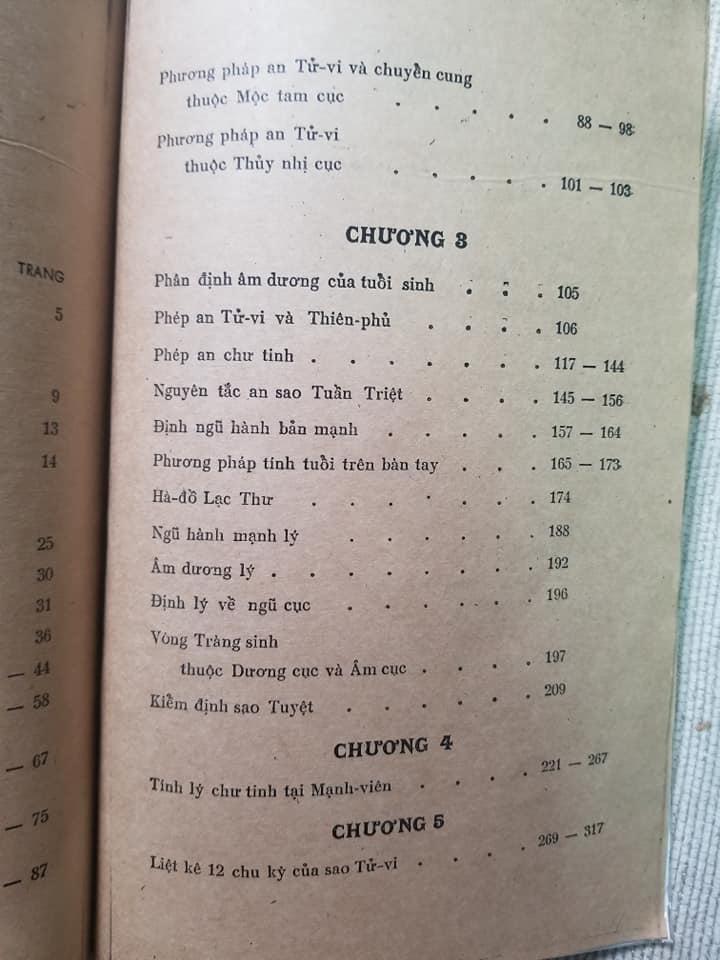 TRANG
5
9
13
14
25
30
31
36
— 44
— 58
— 67
— 75
— 87
Phương pháp an Tử-vi và chuyển cung
thuộc Mộc tam cục . . . . . 88 — 98
Phương pháp an Tử-vi
thuộc Thủy nhị cục . . . . . 101 — 103
CHƯƠNG 3
Phân định âm dương của tuổi sinh . . . 105
Phép an Tử-vi và Thiên-phủ . . . . 106
Phép an chư tinh . . . . . . . 117 — 144
Nguyên tắc an sao Tuần Triệt . . . . 145 — 156
Định ngũ hành bản mạnh . . . . . 157 — 164
Phương pháp tính tuổi trên bàn tay . . . 165 — 173
Hà-đồ Lạc Thư . . . . . . . 174
Ngũ hành mạnh lý . . . . . . 188
Âm dương lý . . . . . . . . 192
Định lý về ngũ cục . . . . . . 196
Vòng Tràng sinh
thuộc Dương cục và Âm cục . . . . 197
Kiểm định sao Tuyệt . . . . . . 209
CHƯƠNG 4
Tính lý chư tinh tại Mạnh-viên . . . . 221 — 267
CHƯƠNG 5
Liệt kê 12 chu kỳ của sao Tử-vi . . . . 269 — 317